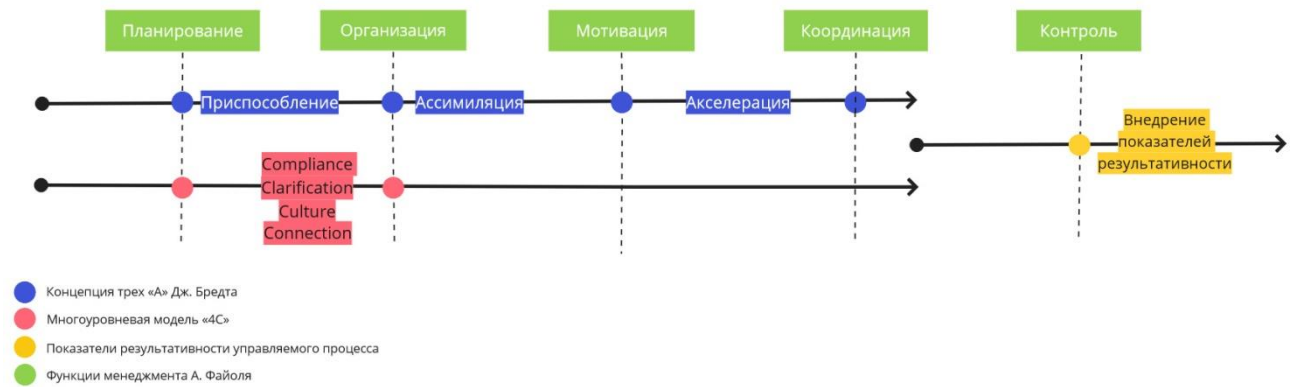 Планирование
Организация
Мотивация
Координация
Контроль
Приспособление
Ассимиляция
Акселерация
Внедрение
показателей
результативности
Compliance
Clarification
Culture
Connection
Концепция трех «А» Дж. Бредта
Многоуровневая модель «4С»
Показатели результативности управляемого процесса
Функции менеджмента А. Файоля